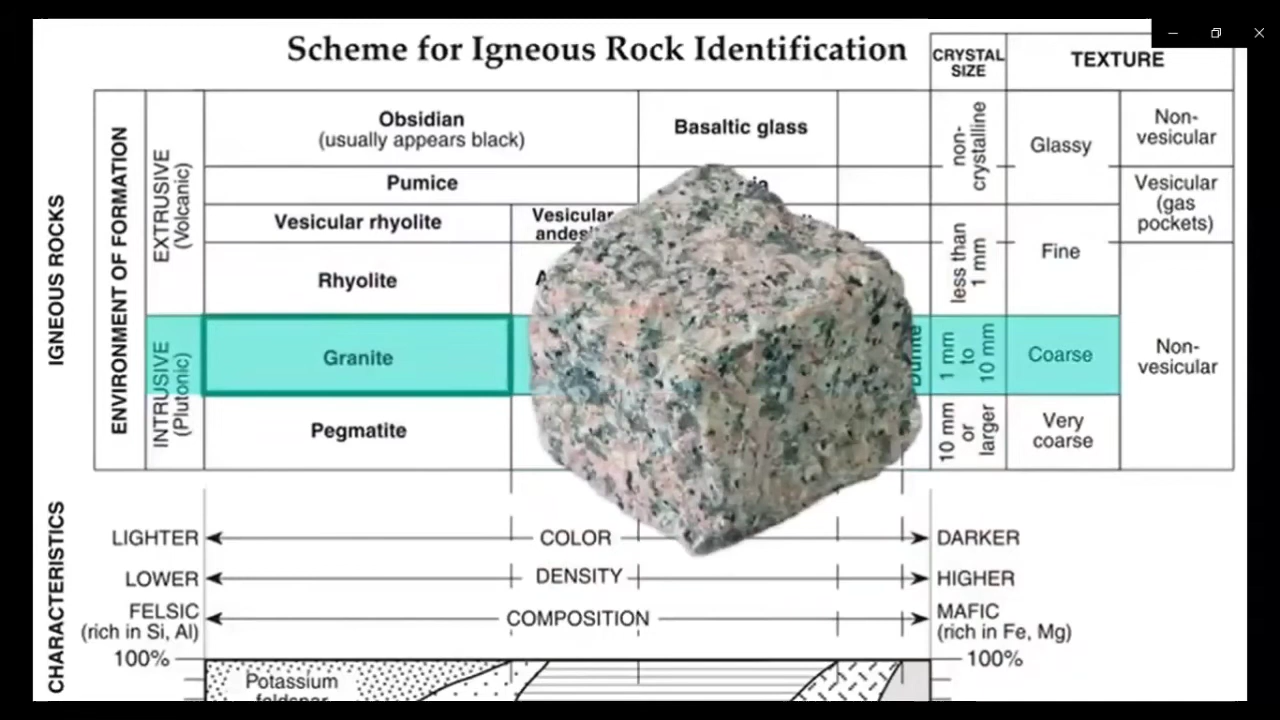 Scheme for Igneous Rock Identification
CRYSTAL
SIZE
TEXTURE
IGNEOUS ROCKS
ENVIRONMENT OF FORMATION
EXTRUSIVE
(Volcanic)
Obsidian
(usually appears black)
Basaltic glass
non-
crystalline
Glassy
Non-
vesicular
Pumice
Vesicular
(gas
pockets)
Vesicular rhyolite
Vesicular
less than
1 mm
Fine
Rhyolite
INTRUSIVE
(Plutonic)
Granite
Dunite
1 mm
to
10 mm
Coarse
Non-
vesicular
Pegmatite
10 mm
or
larger
Very
coarse
CHARACTERISTICS
LIGHTER
COLOR
DARKER
LOWER
DENSITY
HIGHER
FELSIC
(rich in Si, Al)
COMPOSITION
MAFIC
(rich in Fe, Mg)
100%
100%
Potassium